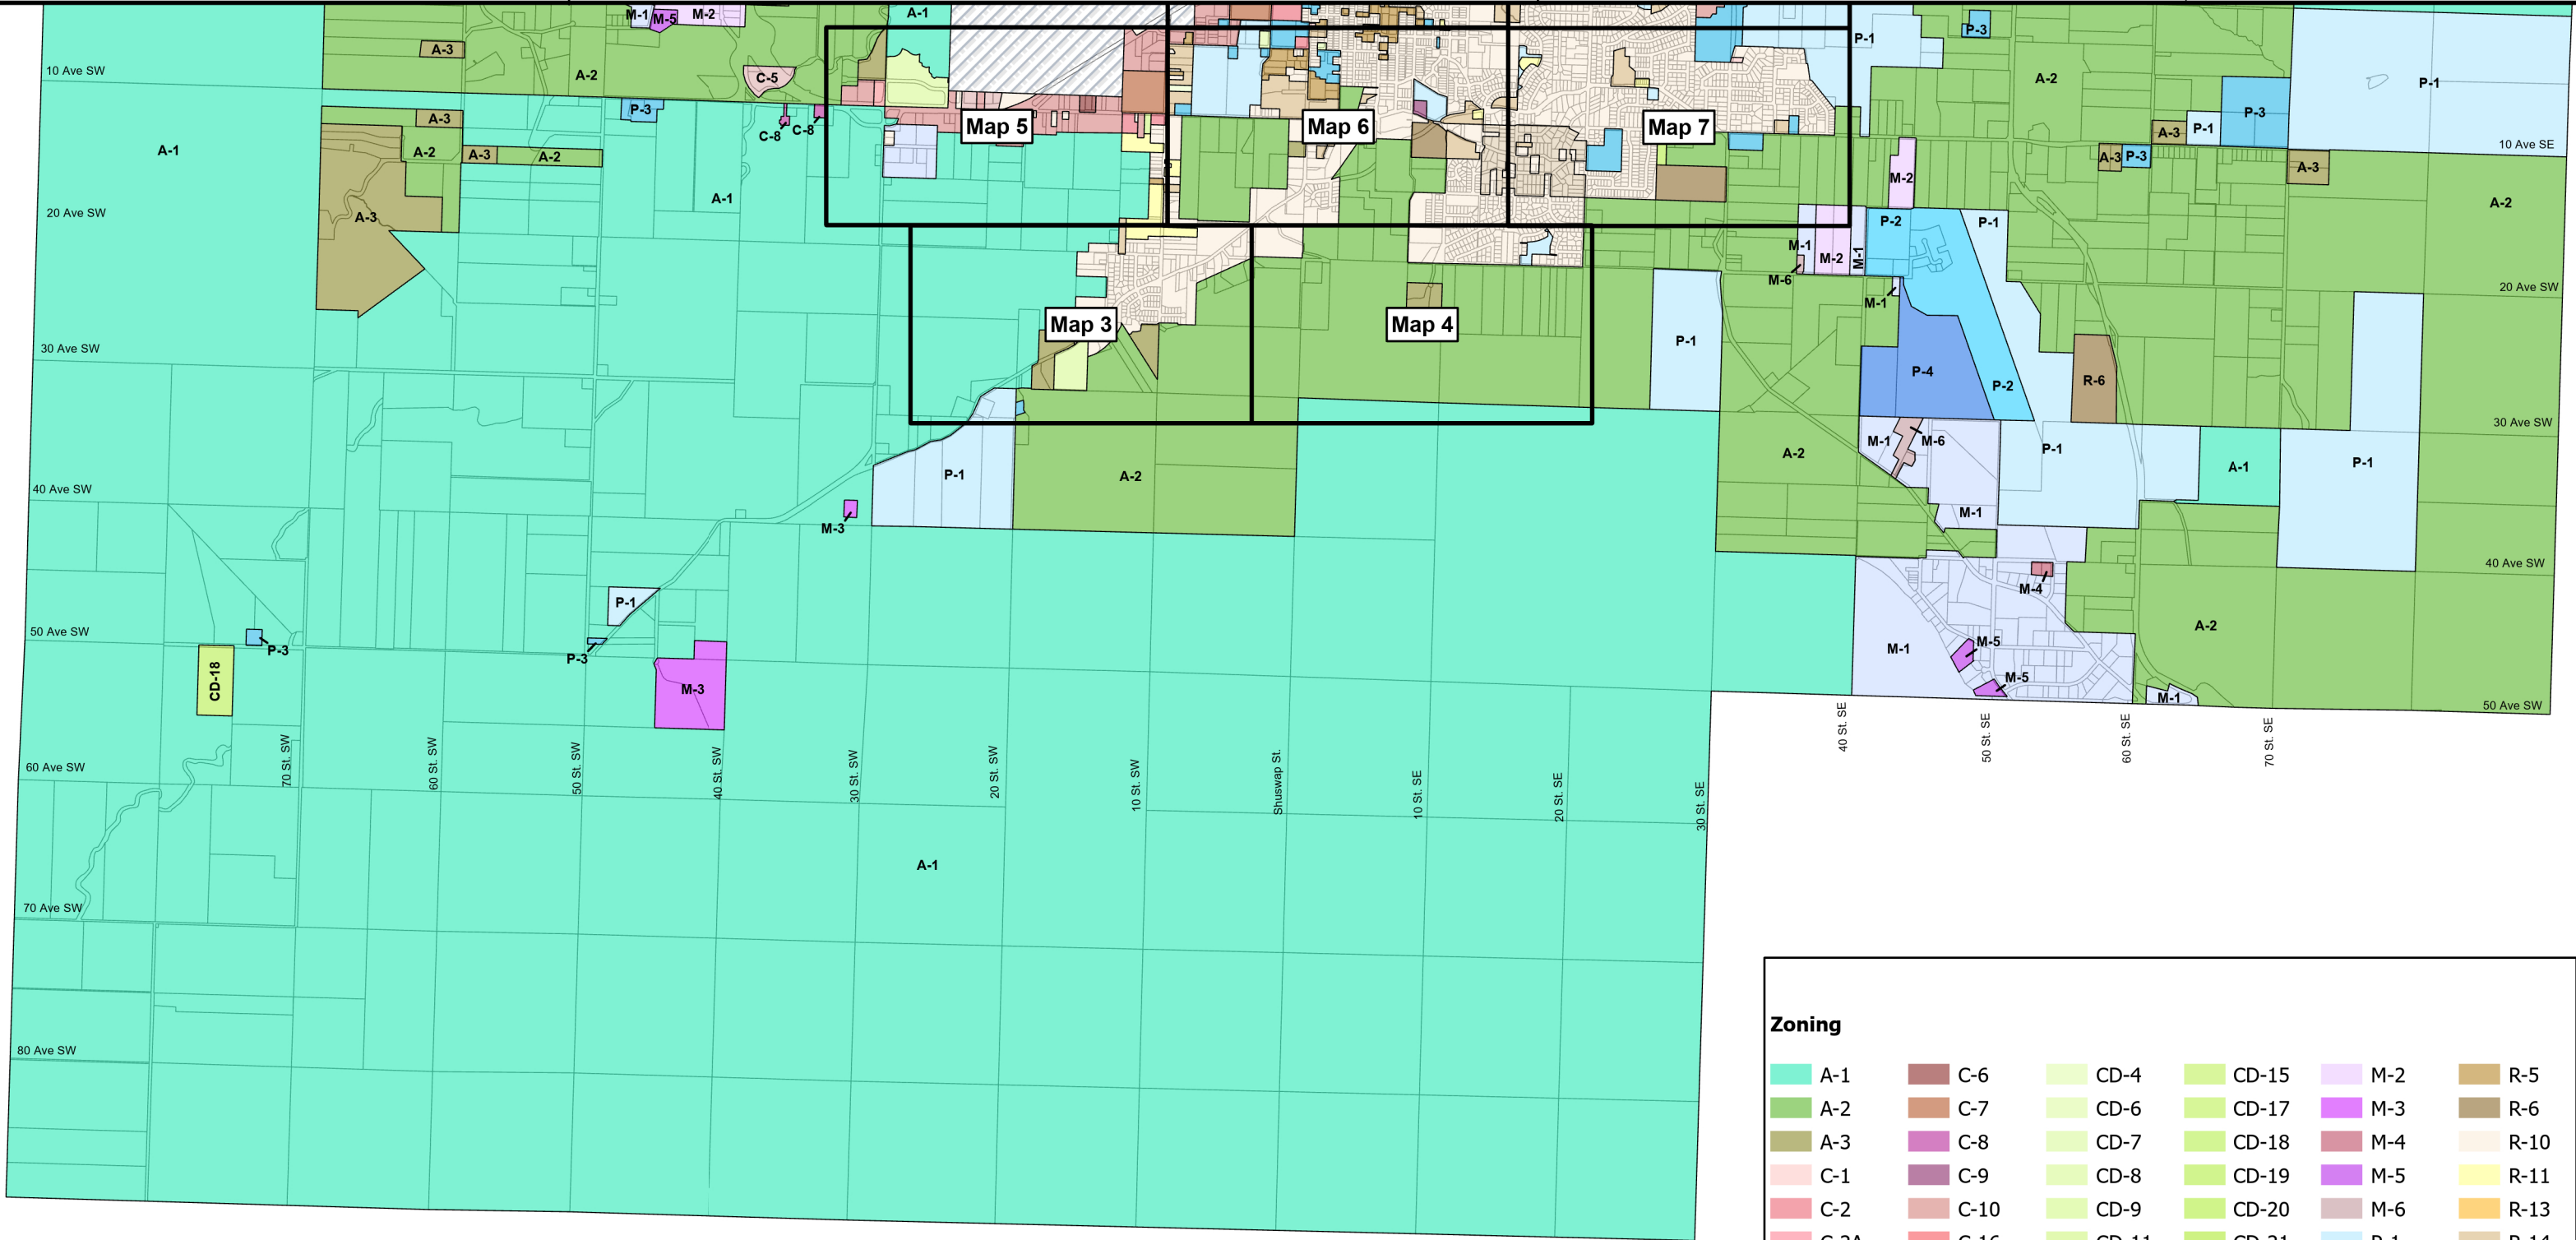 M-1
M-5
M-2
A-1
P-1
P-3
A-3
A-2
C-5
A-2
P-1
10 Ave SW
P-3
C-8
C-8
Map 5
Map 6
Map 7
P-3
A-3
P-1
10 Ave SE
A-3
A-1
A-2
A-3
A-2
A-3
P-3
A-3
M-2
A-1
A-2
20 Ave SW
A-3
P-2
P-1
M-1
M-2
M-1
M-6
M-1
20 Ave SW
Map 3
Map 4
30 Ave SW
P-1
P-4
P-2
R-6
30 Ave SW
M-1
M-6
P-1
A-2
P-1
A-1
P-1
A-2
40 Ave SW
M-3
M-1
40 Ave SW
M-4
P-1
50 Ave SW
P-3
P-3
A-2
M-1
M-5
CD-18
M-3
M-5
M-1
50 Ave SW
40 St. SE
50 St. SE
60 St. SE
70 St. SE
60 Ave SW
70 St. SW
60 St. SW
50 St. SW
40 St. SW
30 St. SW
20 St. SW
10 St. SW
Shuswap St.
10 St. SE
20 St. SE
30 St. SE
A-1
70 Ave SW
80 Ave SW
Zoning
A-1 C-6 CD-4 CD-15 M-2 R-5
A-2 C-7 CD-6 CD-17 M-3 R-6
A-3 C-8 CD-7 CD-18 M-4 R-10
C-1 C-9 CD-8 CD-19 M-5 R-11
C-2 C-10 CD-9 CD-20 M-6 R-13